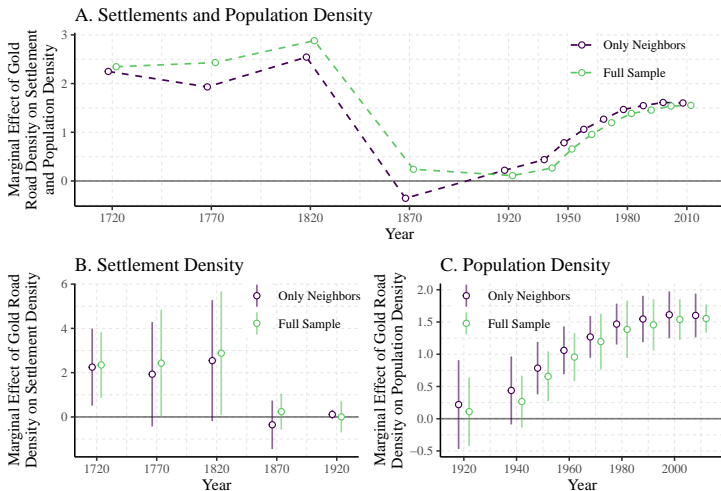 A. Settlements and Population Density
Marginal Effect of Gold
Road Density on Settlement
and Population Density
3
2
1
0
Only Neighbors
Full Sample
1720
1770
1820
1870
1920
1950
1980
2010
Year
B. Settlement Density
Marginal Effect of Gold Road
Density on Settlement Density
6
4
2
0
Only Neighbors
Full Sample
1720
1770
1820
1870
1920
Year
C. Population Density
Marginal Effect of Gold Road
Density on Population Density
2.0
1.5
1.0
0.5
0.0
−0.5
Only Neighbors
Full Sample
1920
1940
1960
1980
2000
Year